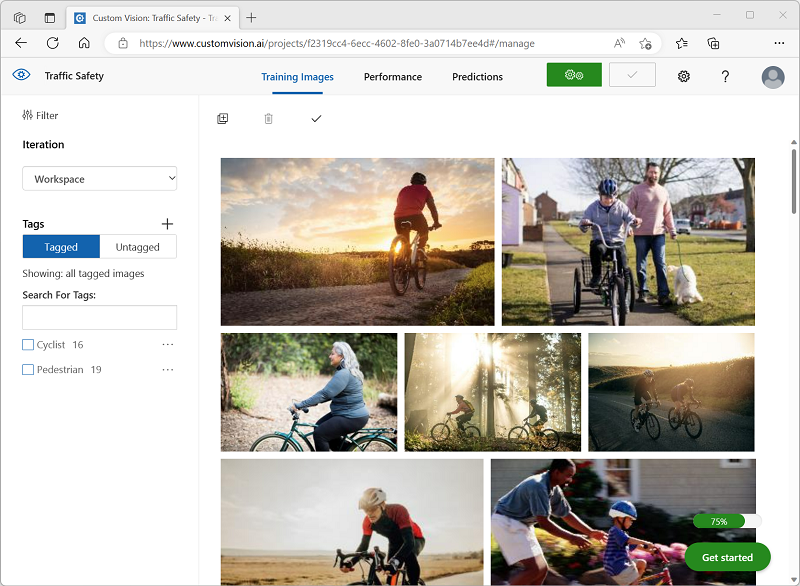 Custom Vision: Traffic Safety - Tr
https://www.customvision.ai/projects/f2319cc4-6ecc-4602-8fe0-3a0714b7ee4d#/manage
Traffic Safety
Training Images
Performance
Predictions
?
Filter
Iteration
Workspace
Tags
Tagged
Untagged
Showing: all tagged images
Search For Tags:
Cyclist 16
Pedestrian 19
75%
Get started